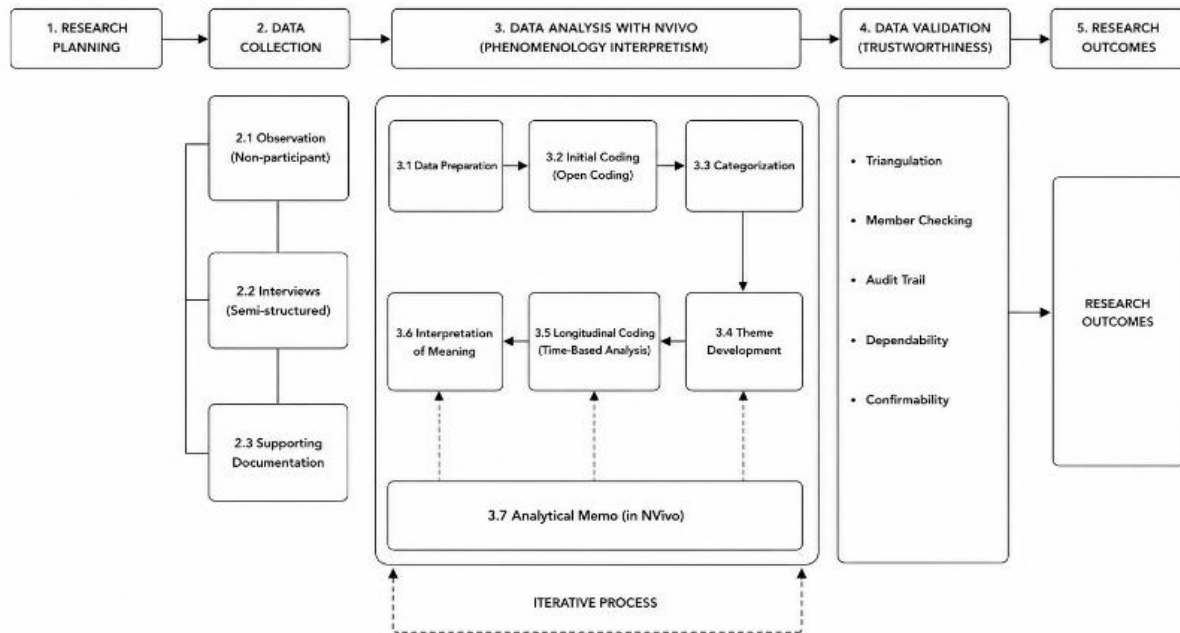 1. RESEARCH
PLANNING
2. DATA
COLLECTION
3. DATA ANALYSIS WITH NVIVO
(PHENOMENOLOGY INTERPRETISM)
4. DATA VALIDATION
(TRUSTWORTHINESS)
5. RESEARCH
OUTCOMES
2.1 Observation
(Non-participant)
2.2 Interviews
(Semi-structured)
2.3 Supporting
Documentation
3.1 Data Preparation
3.2 Initial Coding
(Open Coding)
3.3 Categorization
3.6 Interpretation
of Meaning
3.5 Longitudinal Coding
(Time-Based Analysis)
3.4 Theme
Development
3.7 Analytical Memo (in NVivo)
ITERATIVE PROCESS
• Triangulation
• Member Checking
• Audit Trail
• Dependability
• Confirmability
RESEARCH
OUTCOMES